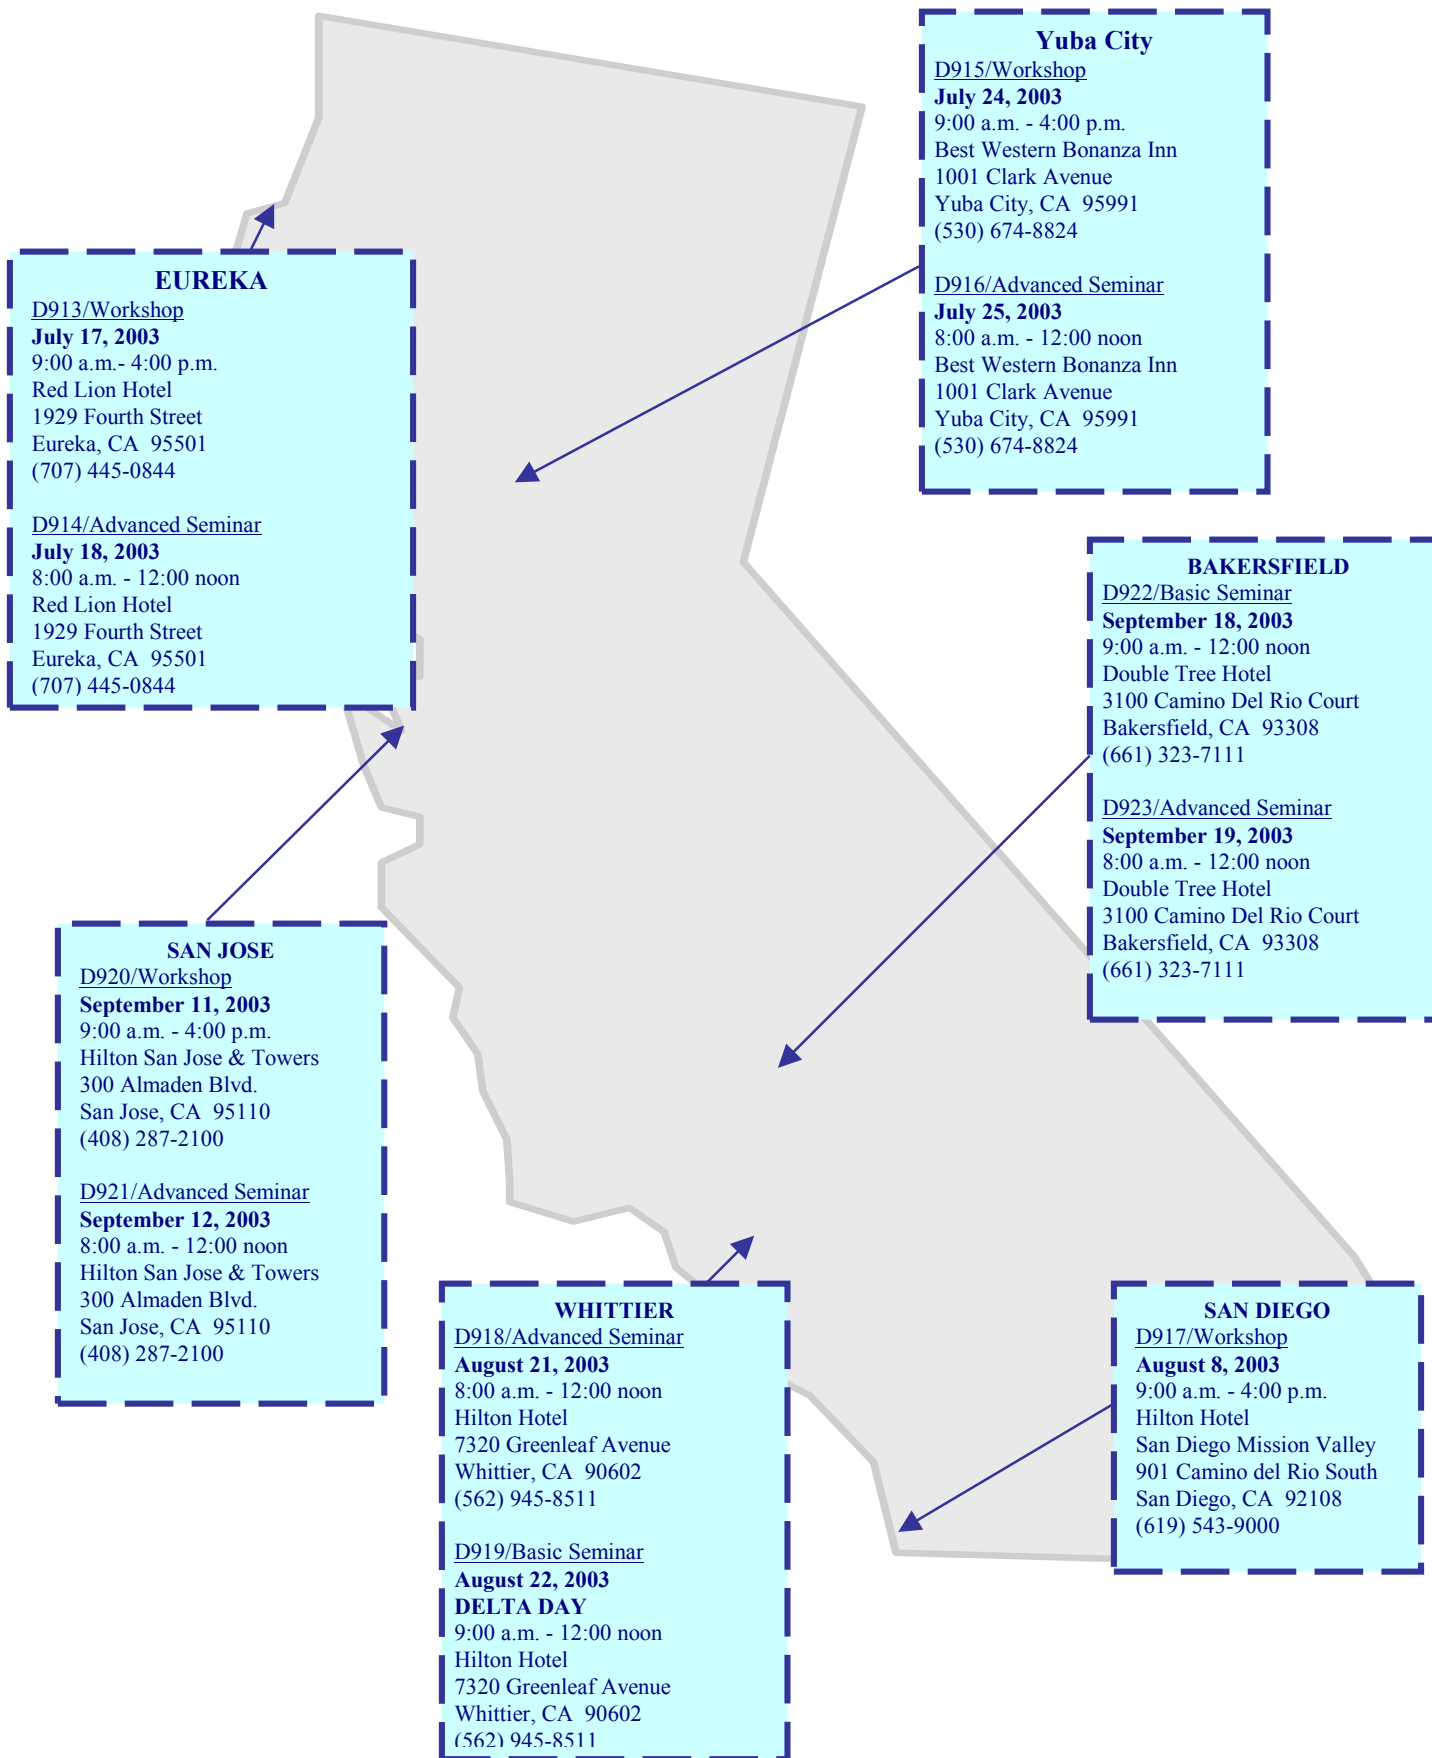 Yuba City
D915/Workshop
July 24, 2003
9:00 a.m. - 4:00 p.m.
Best Western Bonanza Inn
1001 Clark Avenue
Yuba City, CA  95991
(530) 674-8824
D916/Advanced Seminar
July 25, 2003
8:00 a.m. - 12:00 noon
Best Western Bonanza Inn
1001 Clark Avenue
Yuba City, CA  95991
(530) 674-8824
EUREKA
D913/Workshop
July 17, 2003
9:00 a.m.- 4:00 p.m.
Red Lion Hotel
1929 Fourth Street
Eureka, CA  95501
(707) 445-0844
D914/Advanced Seminar
July 18, 2003
8:00 a.m. - 12:00 noon
Red Lion Hotel
1929 Fourth Street
Eureka, CA  95501
(707) 445-0844
BAKERSFIELD
D922/Basic Seminar
September 18, 2003
9:00 a.m. - 12:00 noon
Double Tree Hotel
3100 Camino Del Rio Court
Bakersfield, CA  93308
(661) 323-7111
D923/Advanced Seminar
September 19, 2003
8:00 a.m. - 12:00 noon
Double Tree Hotel
3100 Camino Del Rio Court
Bakersfield, CA  93308
(661) 323-7111
SAN JOSE
D920/Workshop
September 11, 2003
9:00 a.m. - 4:00 p.m.
Hilton San Jose & Towers
300 Almaden Blvd.
San Jose, CA  95110
(408) 287-2100
D921/Advanced Seminar
September 12, 2003
8:00 a.m. - 12:00 noon
Hilton San Jose & Towers
300 Almaden Blvd.
San Jose, CA  95110
(408) 287-2100
WHITTIER
D918/Advanced Seminar
August 21, 2003
8:00 a.m. - 12:00 noon
Hilton Hotel
7320 Greenleaf Avenue
Whittier, CA  90602
(562) 945-8511
D919/Basic Seminar
August 22, 2003
DELTA DAY
9:00 a.m. - 12:00 noon
Hilton Hotel
7320 Greenleaf Avenue
Whittier, CA  90602
(562) 945-8511
SAN DIEGO
D917/Workshop
August 8, 2003
9:00 a.m. - 4:00 p.m.
Hilton Hotel
San Diego Mission Valley
901 Camino del Rio South
San Diego, CA  92108
(619) 543-9000